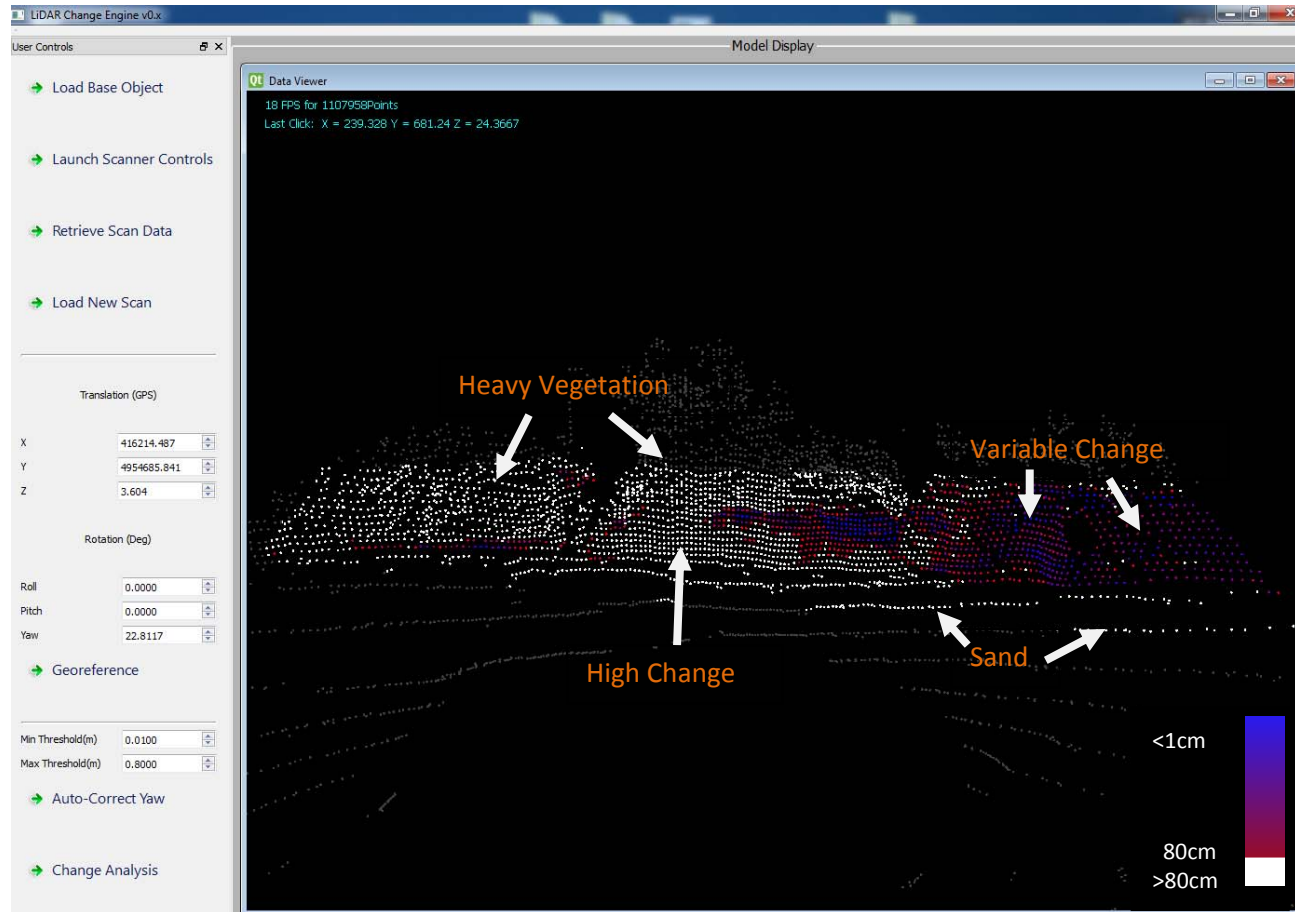 LiDAR Change Engine v0.x
User Controls
Model Display
Load Base Object
Launch Scanner Controls
Retrieve Scan Data
Load New Scan
Translation (GPS)
X 416214.487
Y 4954685.841
Z 3.604
Rotation (Deg)
Roll 0.0000
Pitch 0.0000
Yaw 22.8117
Georeference
Min Threshold(m) 0.0100
Max Threshold(m) 0.8000
Auto-Correct Yaw
Change Analysis
Qt Data Viewer
18 FPS for 1107958Points
Last Click: X = 239.328 Y = 681.24 Z = 24.3667
Heavy Vegetation
Variable Change
High Change
Sand
<1cm
80cm
>80cm